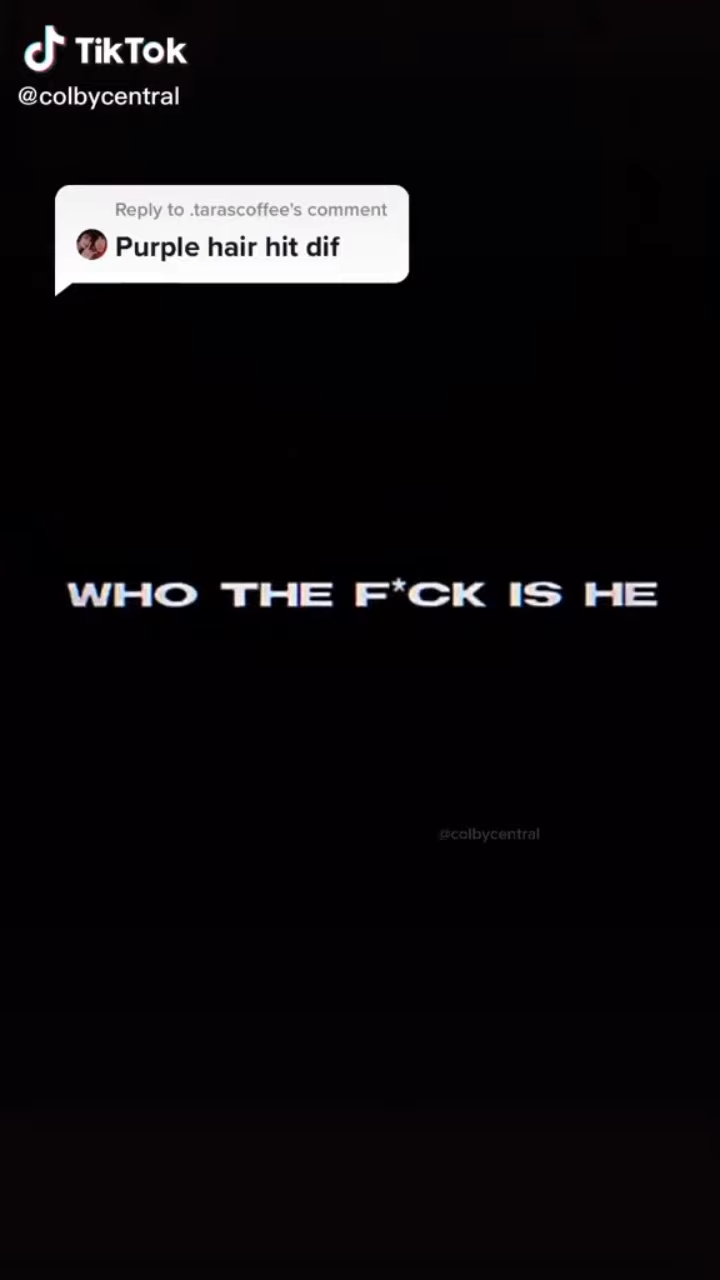 TikTok
@colbycentral
Reply to .tarascoffee's comment
Purple hair hit dif
WHO THE F*CK IS HE
@colbycentral